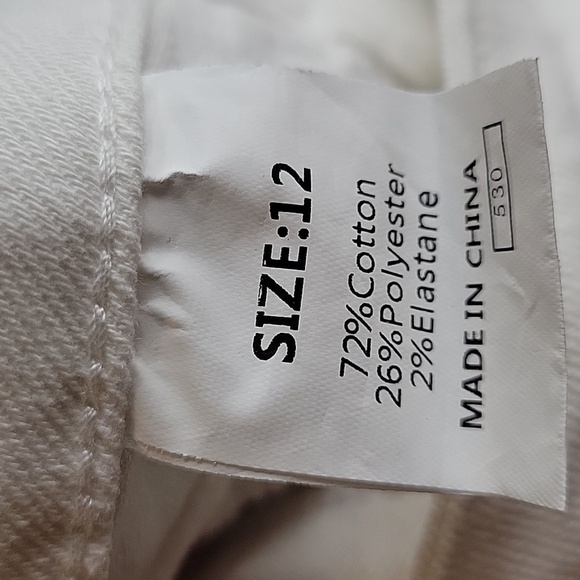 SIZE:12
72%Cotton
26%Polyester
2%Elastane
MADE IN CHINA
530